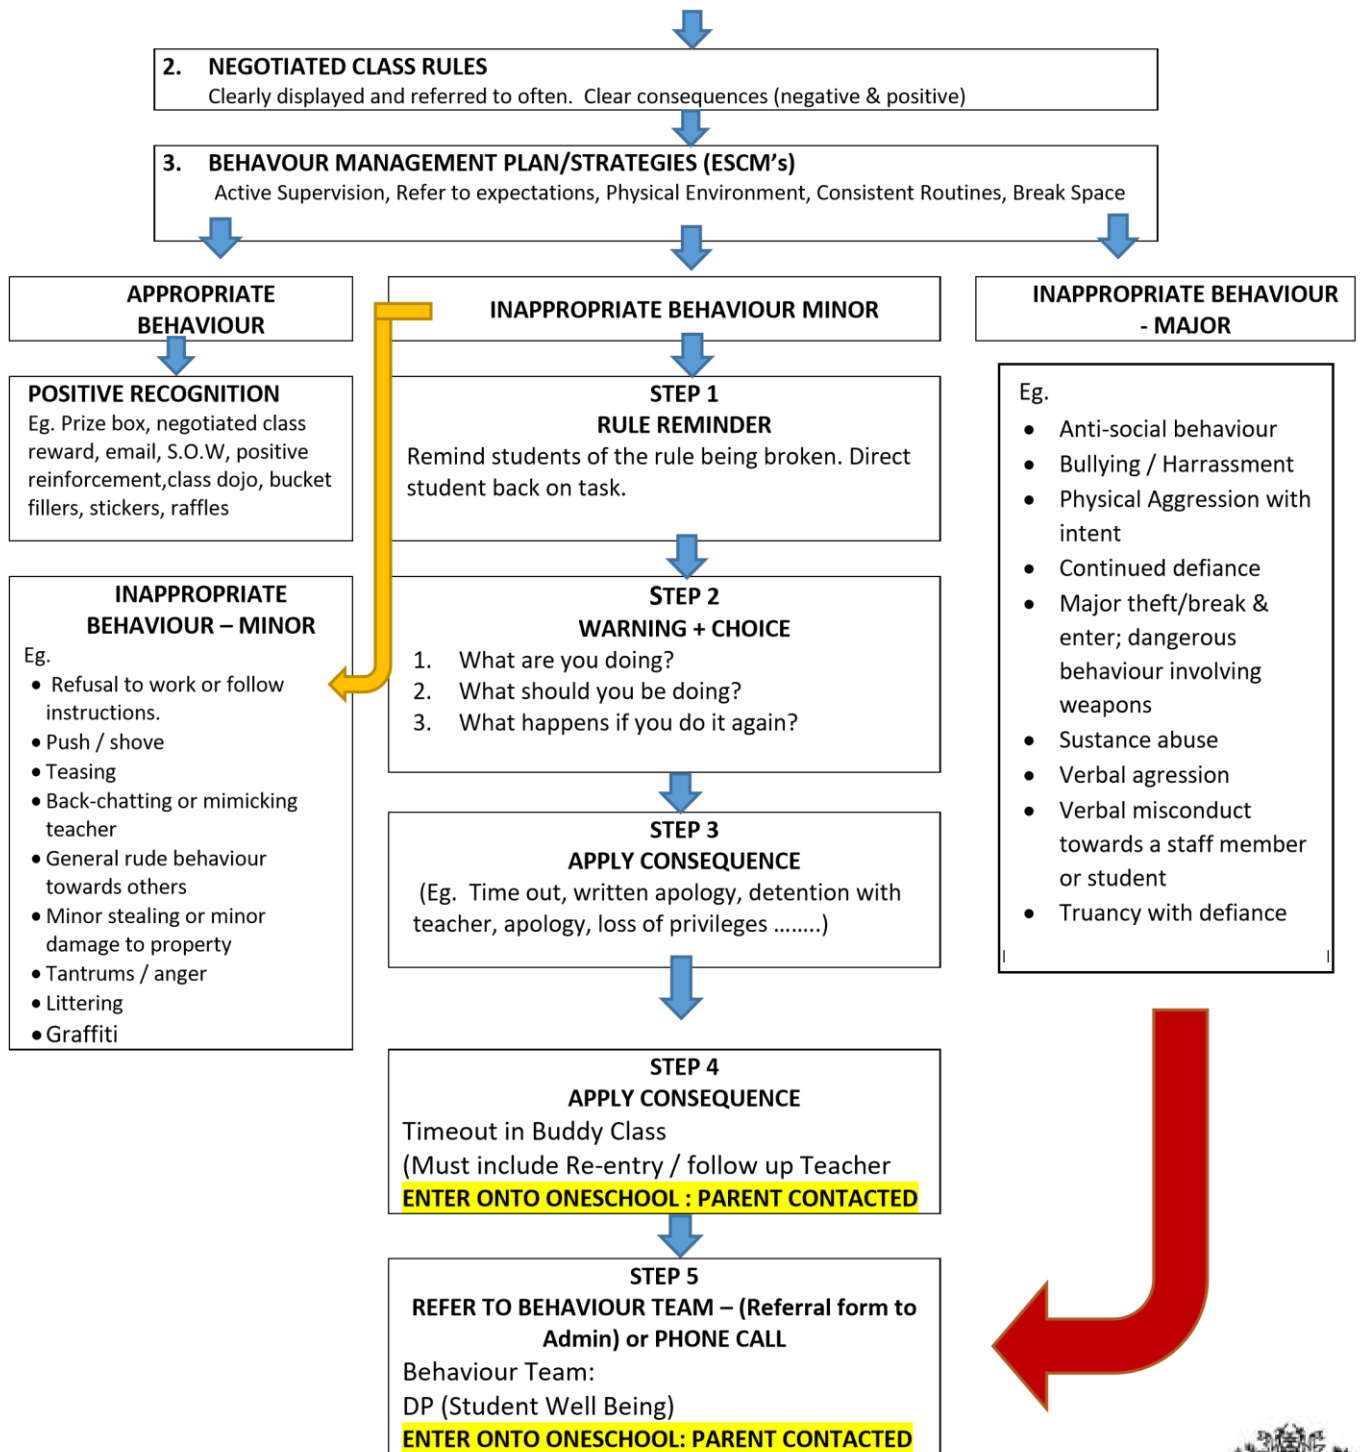 2. NEGOTIATED CLASS RULES
Clearly displayed and referred to often. Clear consequences (negative & positive)
3. BEHAVOUR MANAGEMENT PLAN/STRATEGIES (ESCM's)
Active Supervision, Refer to expectations, Physical Environment, Consistent Routines, Break Space
APPROPRIATE
BEHAVIOUR
POSITIVE RECOGNITION
Eg. Prize box, negotiated class
reward, email, S.O.W, positive
reinforcement,class dojo, bucket
fillers, stickers, raffles
INAPPROPRIATE
BEHAVIOUR – MINOR
Eg.
• Refusal to work or follow
instructions.
• Push / shove
• Teasing
• Back-chatting or mimicking
teacher
• General rude behaviour
towards others
• Minor stealing or minor
damage to property
• Tantrums / anger
• Littering
• Graffiti
INAPPROPRIATE BEHAVIOUR MINOR
STEP 1
RULE REMINDER
Remind students of the rule being broken. Direct
student back on task.
STEP 2
WARNING + CHOICE
1. What are you doing?
2. What should you be doing?
3. What happens if you do it again?
STEP 3
APPLY CONSEQUENCE
(Eg. Time out, written apology, detention with
teacher, apology, loss of privileges ........)
STEP 4
APPLY CONSEQUENCE
Timeout in Buddy Class
(Must include Re-entry / follow up Teacher
ENTER ONTO ONESCHOOL : PARENT CONTACTED
STEP 5
REFER TO BEHAVIOUR TEAM – (Referral form to
Admin) or PHONE CALL
Behaviour Team:
DP (Student Well Being)
ENTER ONTO ONESCHOOL: PARENT CONTACTED
INAPPROPRIATE BEHAVIOUR
- MAJOR
Eg.
• Anti-social behaviour
• Bullying / Harrassment
• Physical Aggression with
intent
• Continued defiance
• Major theft/break &
enter; dangerous
behaviour involving
weapons
• Sustance abuse
• Verbal agression
• Verbal misconduct
towards a staff member
or student
• Truancy with defiance